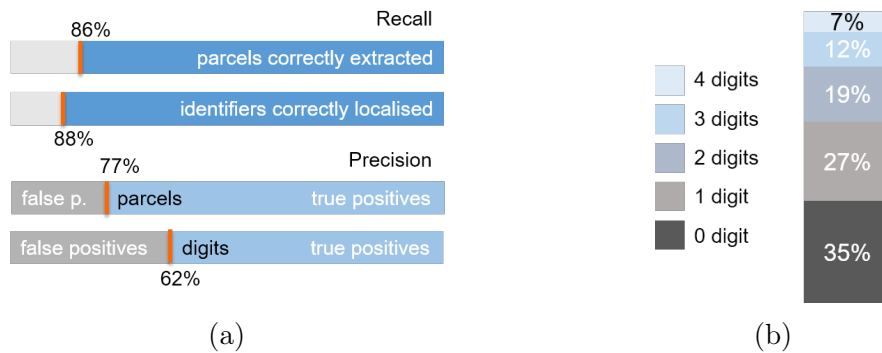 Recall
86%
parcels correctly extracted
identifiers correctly localised
88%
Precision
77%
false p. parcels true positives
false positives digits true positives
62%
(a)
7%
12%
19%
27%
35%
4 digits
3 digits
2 digits
1 digit
0 digit
(b)